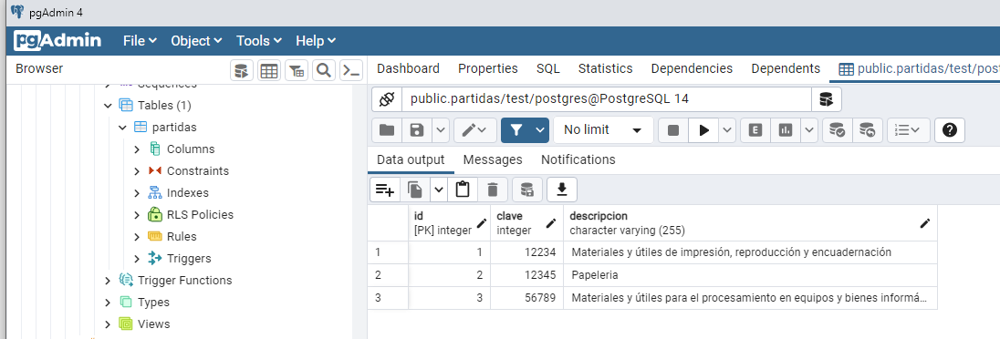 pgAdmin 4
pgAdmin File Object Tools Help
Browser
Dashboard Properties SQL Statistics Dependencies Dependents public.partidas/test/pos
Sequences
Tables (1)
partidas
Columns
Constraints
Indexes
RLS Policies
Rules
Triggers
Trigger Functions
Types
Views
public.partidas/test/postgres@PostgreSQL 14
No limit
E
Data output Messages Notifications
id clave descripcion
[PK] integer integer character varying (255)
1 1 12234 Materiales y útiles de impresión, reproducción y encuadernación
2 2 12345 Papeleria
3 3 56789 Materiales y útiles para el procesamiento en equipos y bienes informá...